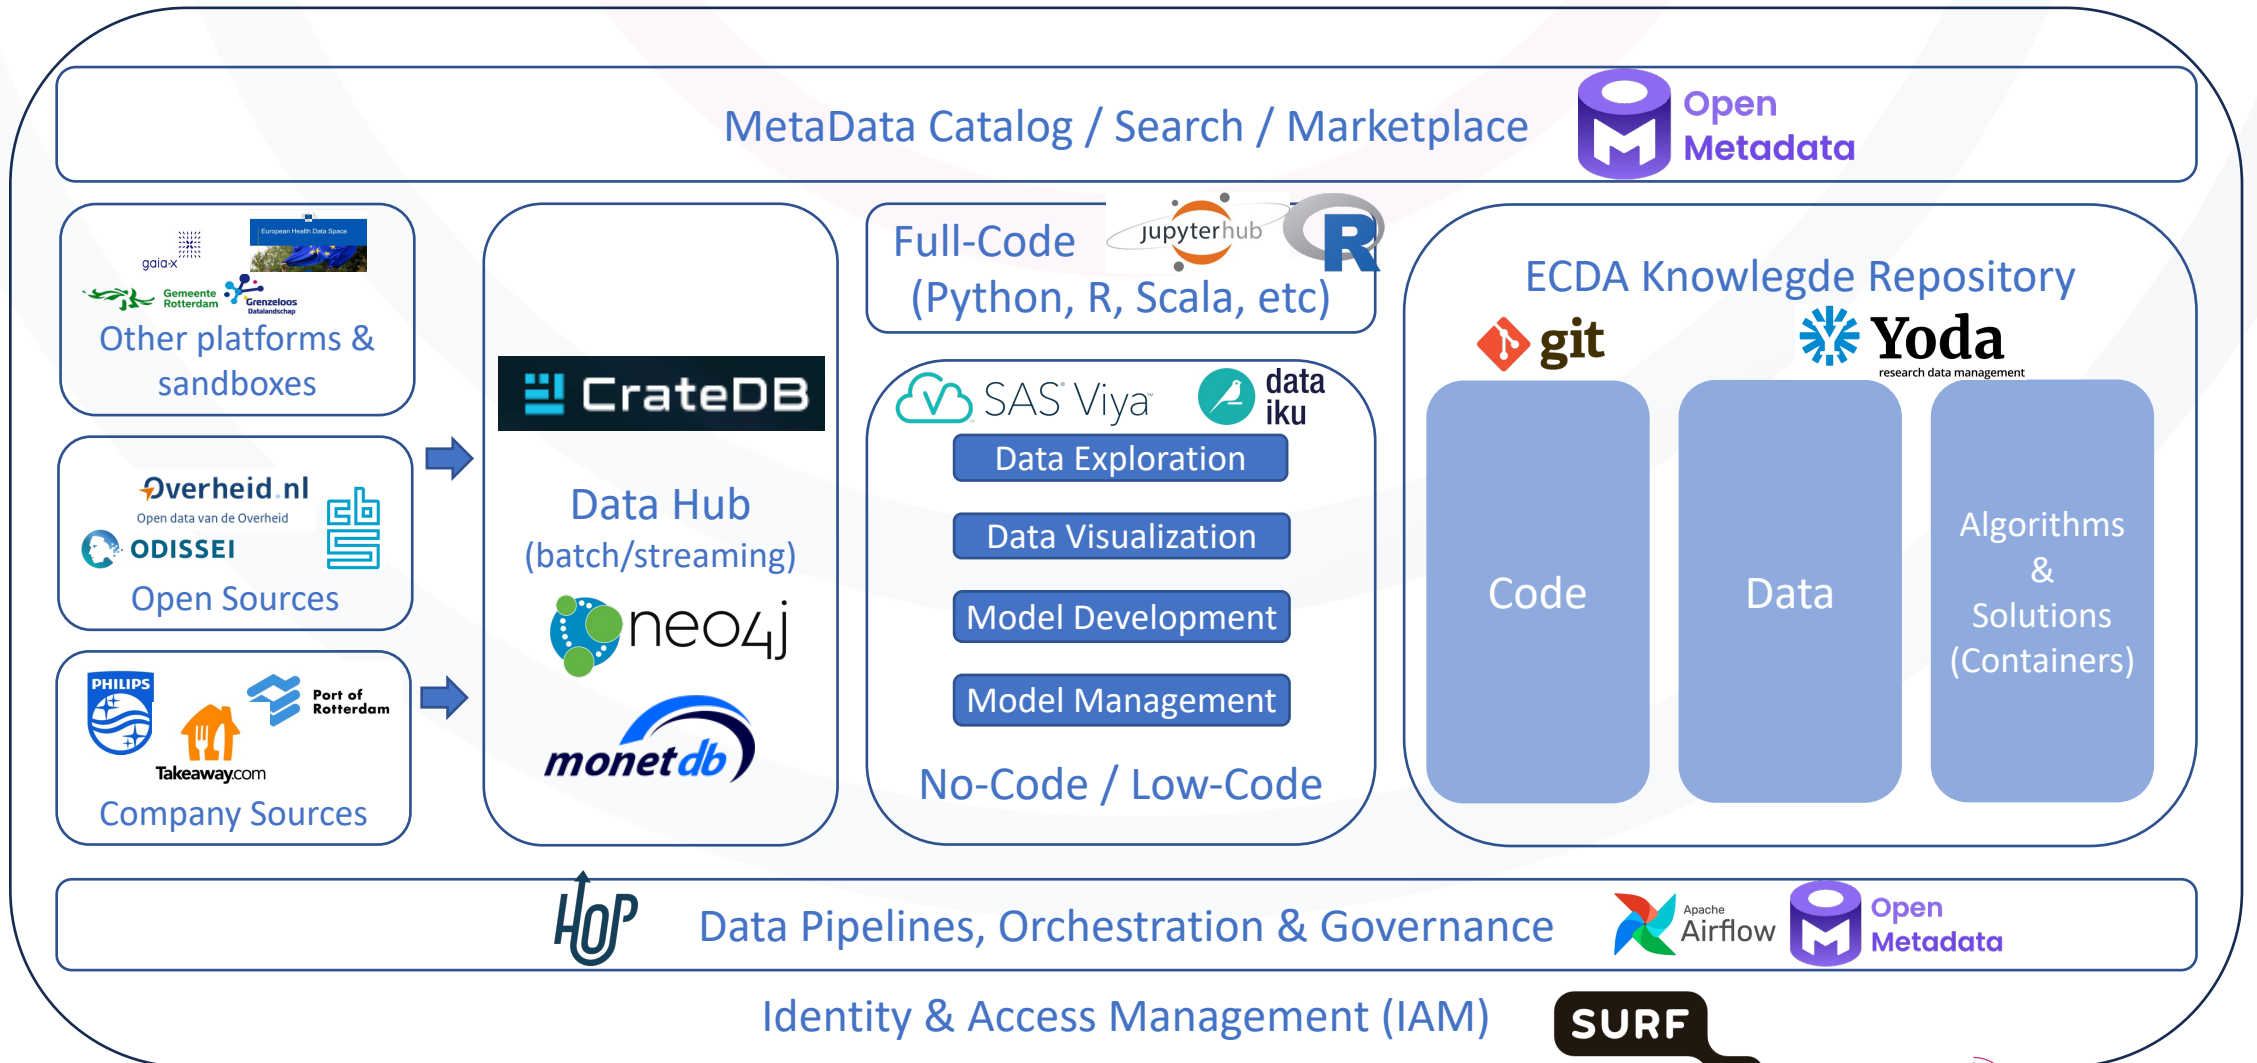 MetaData Catalog / Search / Marketplace
Open
Metadata
gaia-x
European Health Data Space
Gemeente
Rotterdam
Grenzeloos
Datalandschap
Other platforms &
sandboxes
Overheid.nl
Open data van de Overheid
ODISSEI
cbs
Open Sources
PHILIPS
Port of
Rotterdam
Takeaway.com
Company Sources
CrateDB
Data Hub
(batch/streaming)
neo4j
monetdb
Full-Code
jupyterhub
R
(Python, R, Scala, etc)
SAS® Viya™
data
iku
Data Exploration
Data Visualization
Model Development
Model Management
No-Code / Low-Code
ECDA Knowlegde Repository
git
Yoda
research data management
Code
Data
Algorithms
&
Solutions
(Containers)
HOP
Data Pipelines, Orchestration & Governance
Apache
Airflow
Open
Metadata
Identity & Access Management (IAM)
SURF